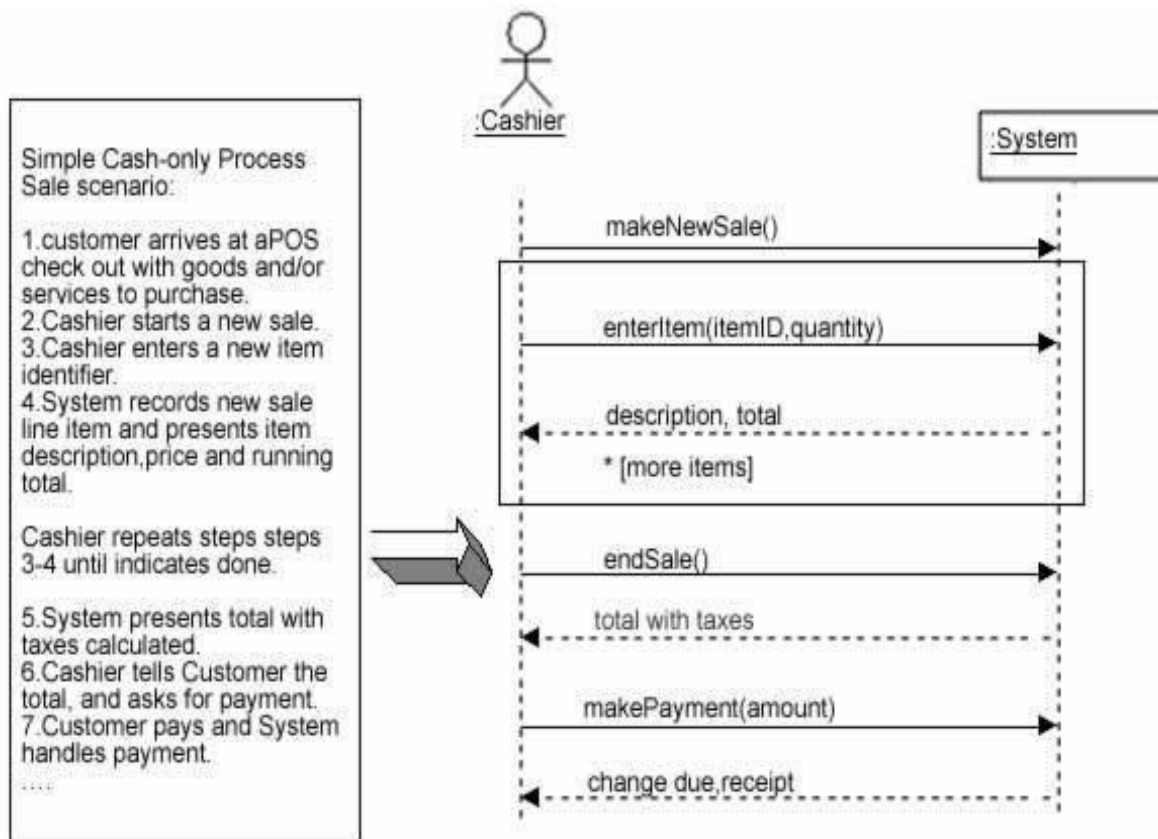 Simple Cash-only Process
Sale scenario:
1.customer arrives at aPOS
check out with goods and/or
services to purchase.
2.Cashier starts a new sale.
3.Cashier enters a new item
identifier.
4.System records new sale
line item and presents item
description,price and running
total.
Cashier repeats steps steps
3-4 until indicates done.
5.System presents total with
taxes calculated.
6.Cashier tells Customer the
total, and asks for payment.
7.Customer pays and System
handles payment.
....
:Cashier
:System
makeNewSale()
enterItem(itemID,quantity)
description, total
* [more items]
endSale()
total with taxes
makePayment(amount)
change due,receipt